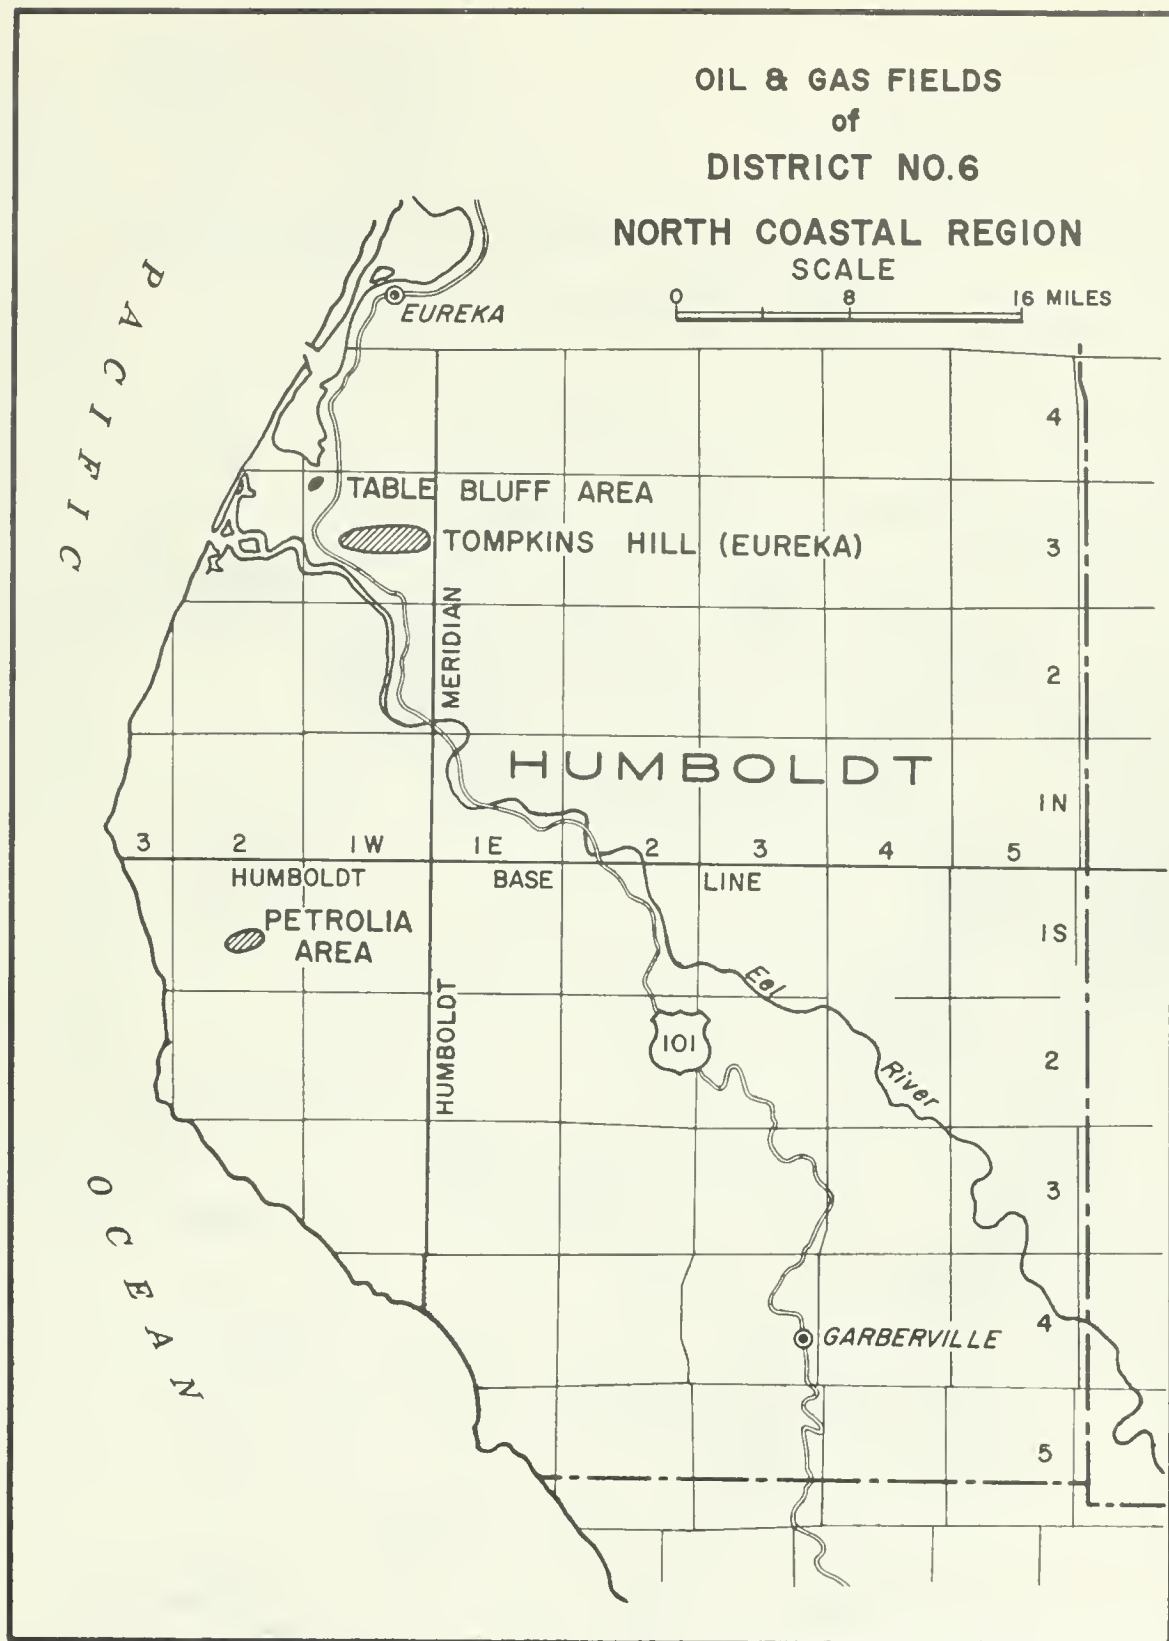 OIL & GAS FIELDS
of
DISTRICT NO.6
NORTH COASTAL REGION
SCALE
0 8 16 MILES
PACIFIC
EUREKA
4
TABLE BLUFF AREA
TOMPKINS HILL (EUREKA)
3
MERIDIAN
2
HUMBOLDT
1N
3 2 1W 1E 2 3 4 5
HUMBOLDT BASE LINE
PETROLIA
AREA
1S
Eel
HUMBOLDT
101
2
River
OCEAN
3
4
GARBERVILLE
5